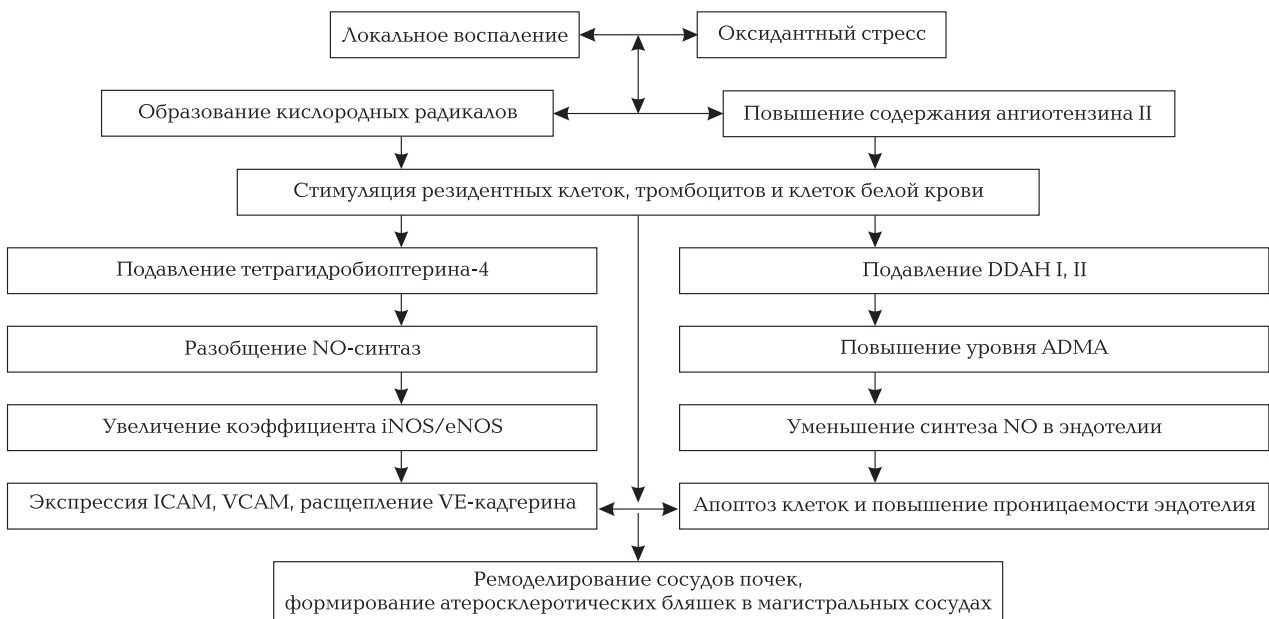 Локальное воспаление
Оксидантный стресс
Образование кислородных радикалов
Повышение содержания ангиотензина II
Стимуляция резидентных клеток, тромбоцитов и клеток белой крови
Подавление тетрагидробиоптерина-4
Подавление DDAH I, II
Разобщение NO-синтаз
Повышение уровня ADMA
Увеличение коэффициента iNOS/eNOS
Уменьшение синтеза NO в эндотелии
Экспрессия ICAM, VCAM, расщепление VE-кадгерина
Апоптоз клеток и повышение проницаемости эндотелия
Ремоделирование сосудов почек,
формирование атеросклеротических бляшек в магистральных сосудах